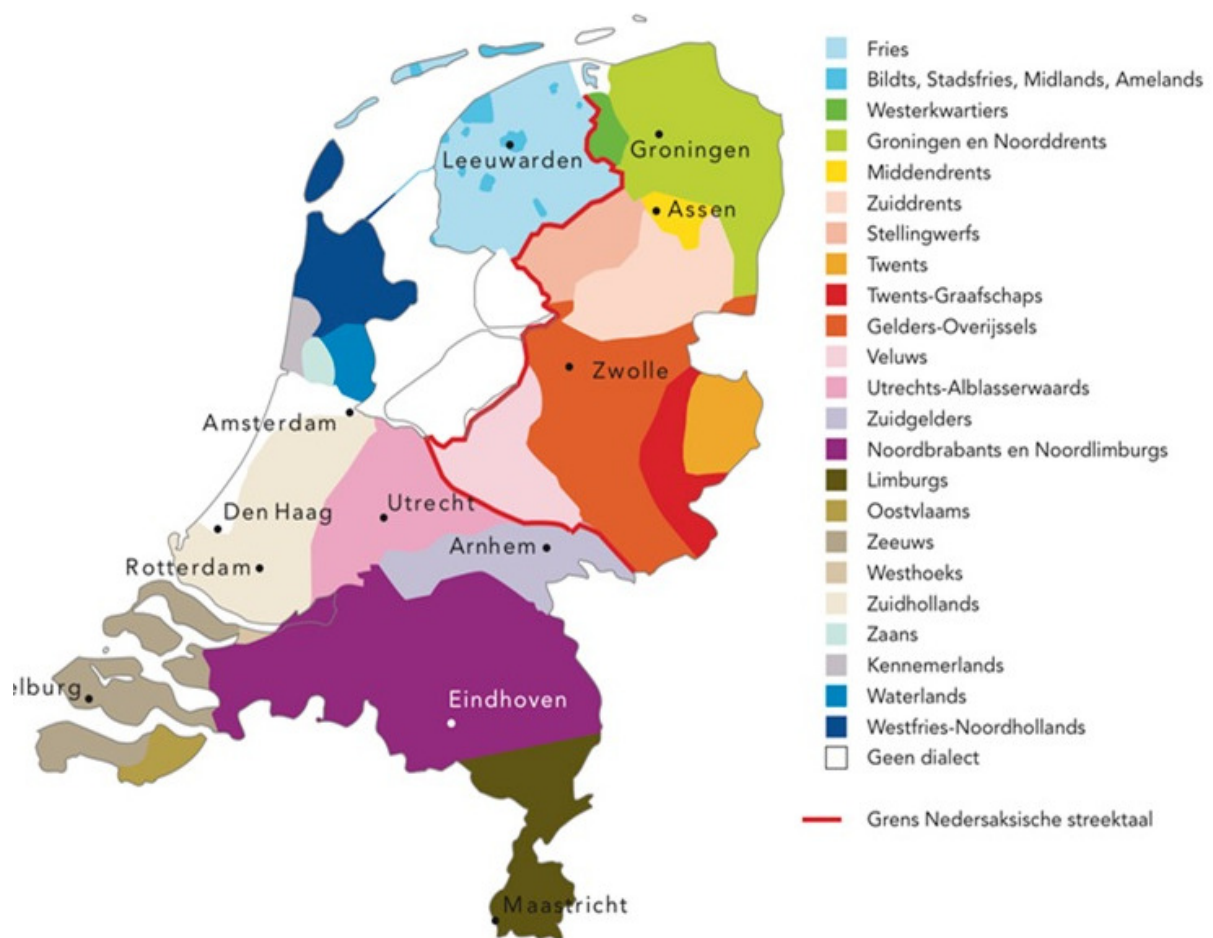 Leeuwarden
Groningen
Assen
Zwolle
Amsterdam
Utrecht
Den Haag
Arnhem
Rotterdam
elburg
Eindhoven
Maastricht
Fries
Bildts, Stadsfries, Midlands, Amelands
Westerkwartiers
Groningen en Noorddrents
Middendrents
Zuiddrents
Stellingwerfs
Twents
Twents-Graafschaps
Gelders-Overijssels
Veluws
Utrechts-Alblasserwaards
Zuidgelders
Noordbrabants en Noordlimburgs
Limburgs
Oostvlaams
Zeeuws
Westhoeks
Zuidhollands
Zaans
Kennemerlands
Waterlands
Westfries-Noordhollands
Geen dialect
Grens Nedersaksische streektaal